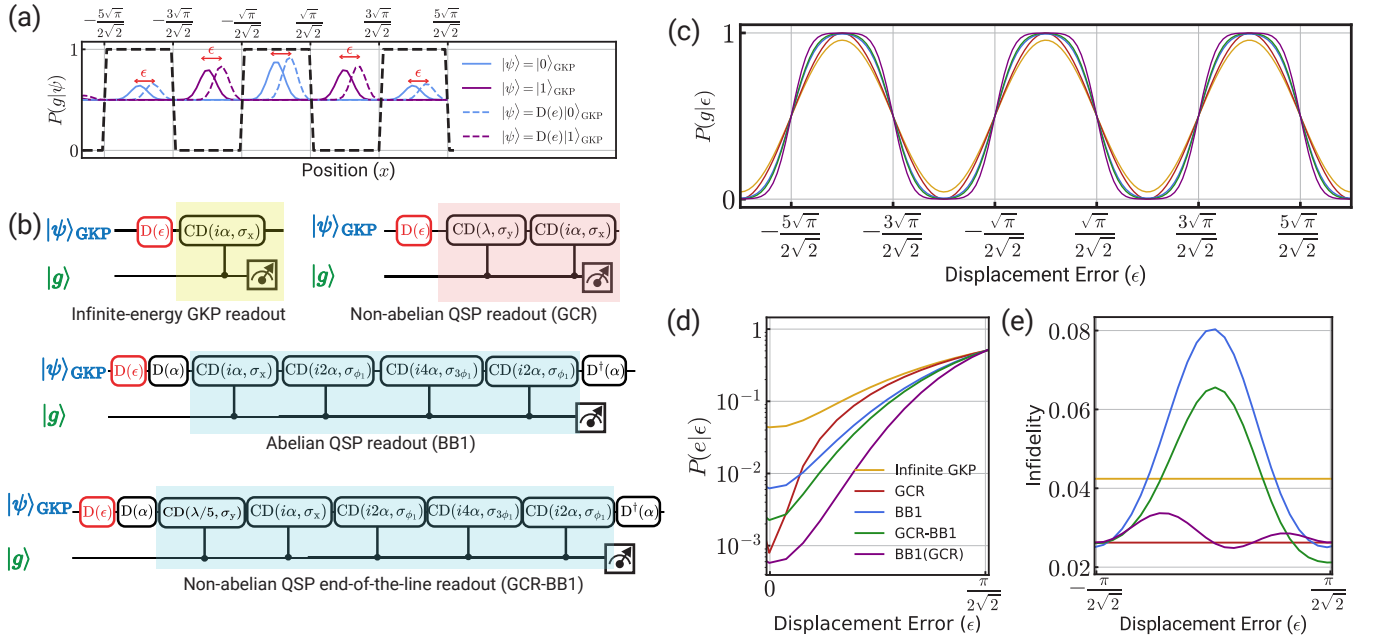 (a)
−5√π/2√2 −3√π/2√2 −√π/√2 √π/√2 3√π/2√2 5√π/2√2
1
0
P(g|ψ)
ϵ ϵ ϵ ϵ ϵ
|ψ⟩ = |0⟩GKP
|ψ⟩ = |1⟩GKP
|ψ⟩ = D(e)|0⟩GKP
|ψ⟩ = D(e)|1⟩GKP
Position (x)
(b)
|ψ⟩GKP D(ϵ) CD(iα, σx)
|g⟩
Infinite-energy GKP readout
|ψ⟩GKP D(ϵ) CD(λ, σy) CD(iα, σx)
|g⟩
Non-abelian QSP readout (GCR)
|ψ⟩GKP D(ϵ) D(α) CD(iα, σx) CD(i2α, σϕ1) CD(i4α, σ3ϕ1) CD(i2α, σϕ1) D†(α)
|g⟩
Abelian QSP readout (BB1)
|ψ⟩GKP D(ϵ) D(α) CD(λ/5, σy) CD(iα, σx) CD(i2α, σϕ1) CD(i4α, σ3ϕ1) CD(i2α, σϕ1) D†(α)
|g⟩
Non-abelian QSP end-of-the-line readout (GCR-BB1)
(c)
1
0
P(g|ϵ)
−5√π/2√2 −3√π/2√2 −√π/2√2 √π/2√2 3√π/2√2 5√π/2√2
Displacement Error (ϵ)
(d)
1
10−1
10−2
10−3
P(e|ϵ)
Infinite GKP
GCR
BB1
GCR-BB1
BB1(GCR)
0 π/2√2
Displacement Error (ϵ)
(e)
0.08
0.06
0.04
0.02
Infidelity
−π/2√2 π/2√2
Displacement Error (ϵ)